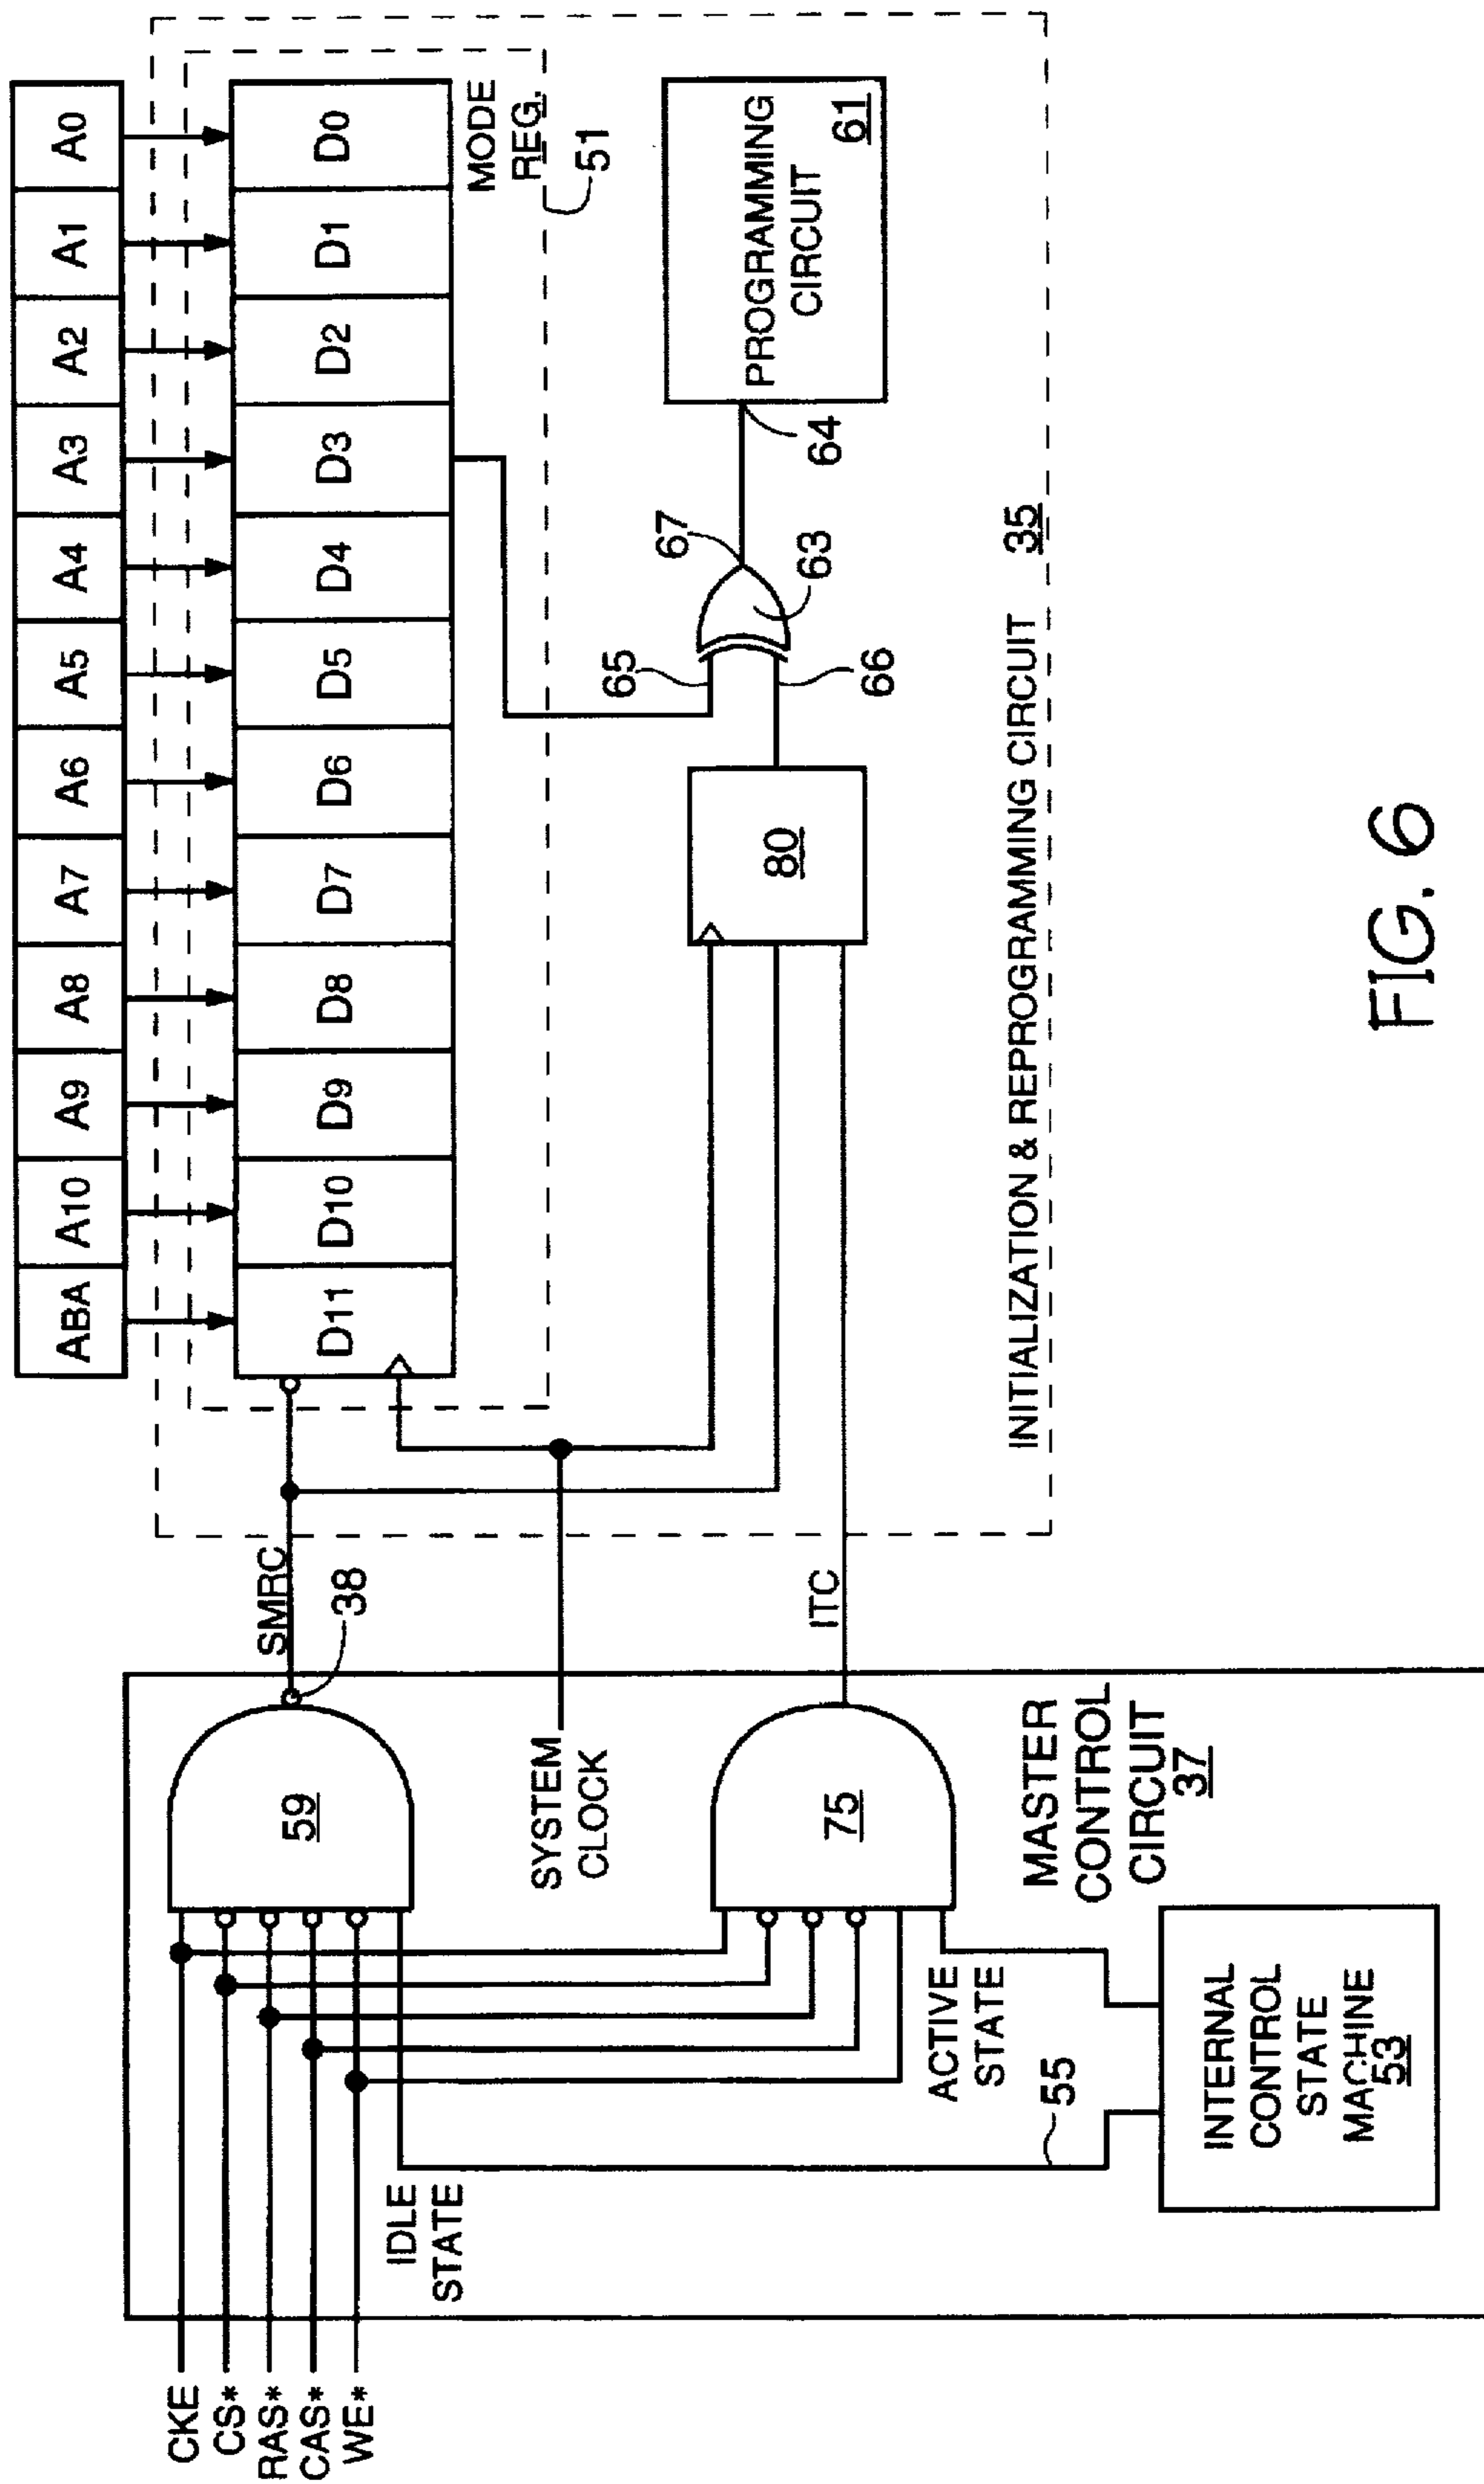 ABA A10 A9 A8 A7 A6 A5 A4 A3 A2 A1 A0
D11 D10 D9 D8 D7 D6 D5 D4 D3 D2 D1 D0
MODE
REG.
51
CKE
CS*
RAS*
CAS*
WE*
59
SMRC
38
IDLE
STATE
SYSTEM
CLOCK
65
67
66
63
64
80
PROGRAMMING
CIRCUIT
61
75
ITC
ACTIVE
STATE
55
MASTER
CONTROL
CIRCUIT
37
INITIALIZATION & REPROGRAMMING CIRCUIT 35
INTERNAL
CONTROL
STATE
MACHINE
53
FIG. 6